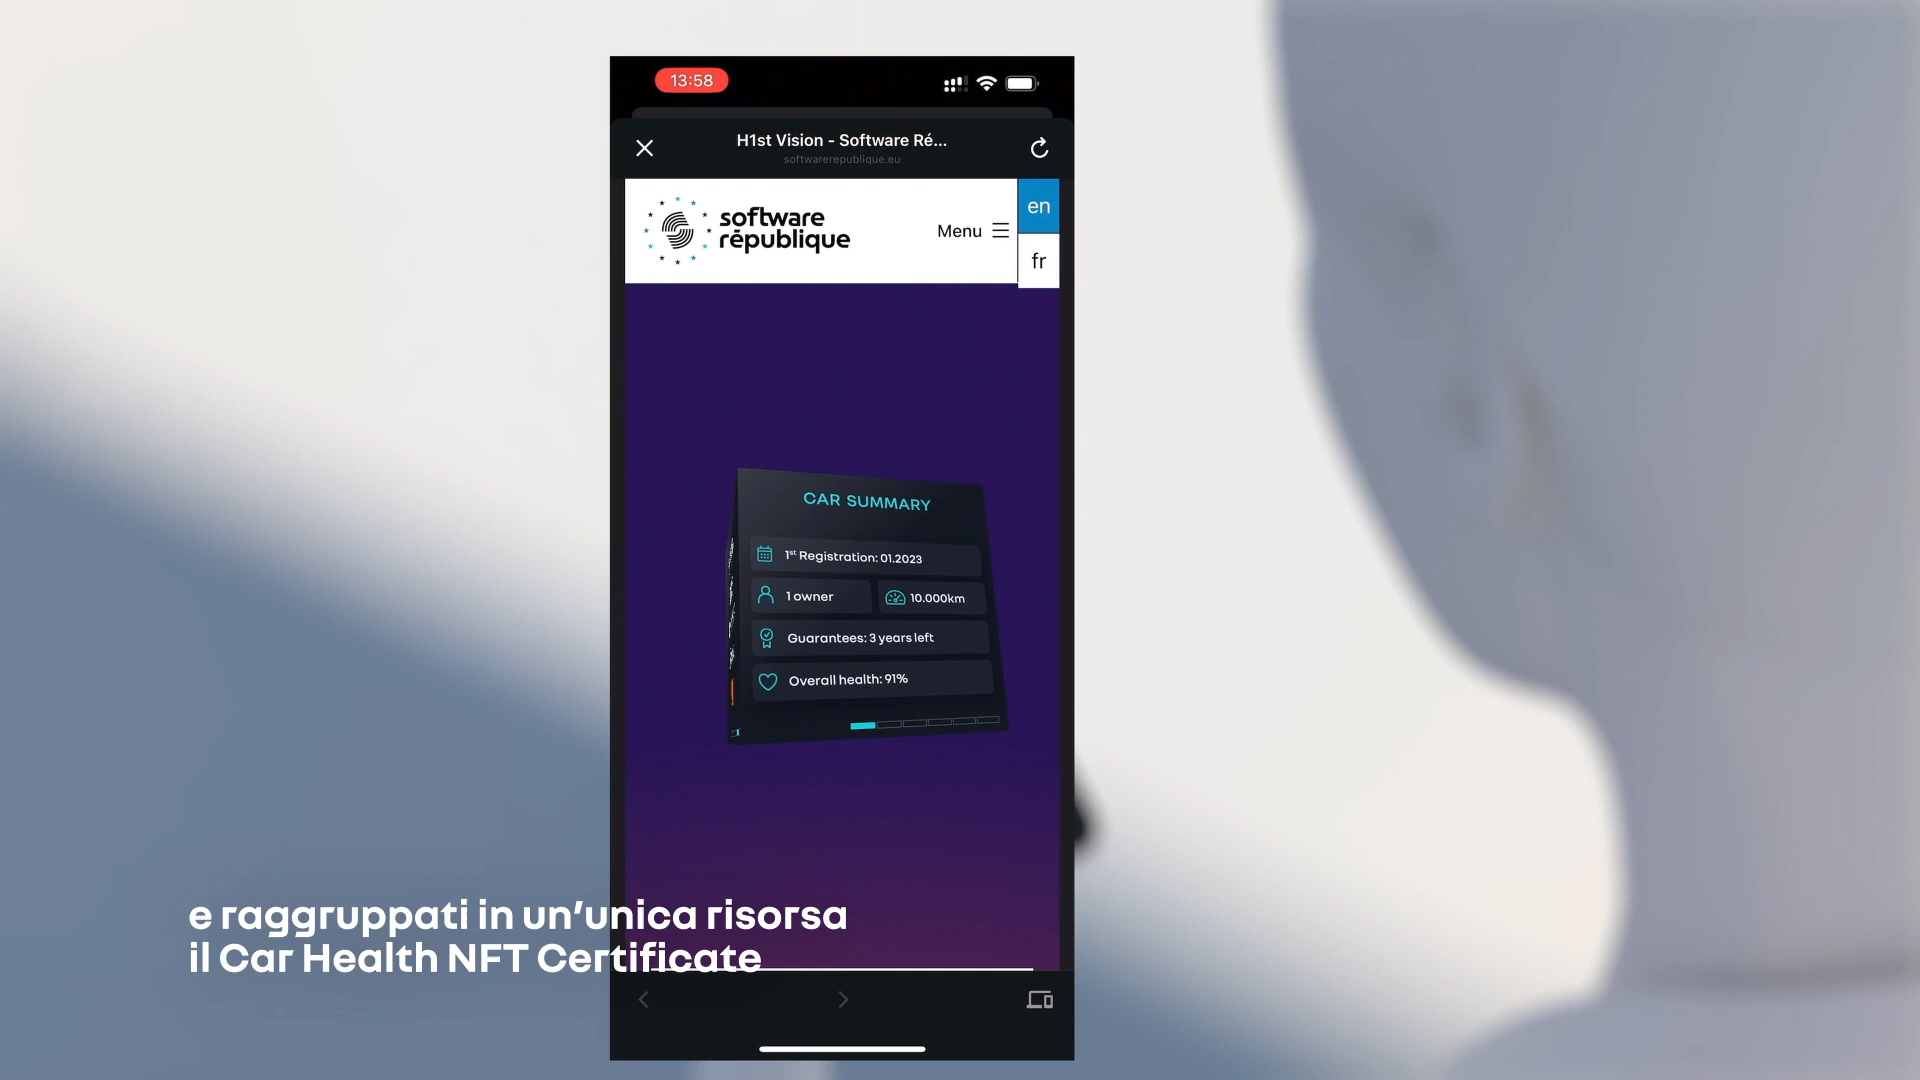 13:58
H1st Vision - Software Ré...
softwarerepublique.eu
software
république
Menu
en
fr
CAR SUMMARY
1st Registration: 01.2023
1 owner
10.000km
Guarantees: 3 years left
Overall health: 91%
e raggruppati in un'unica risorsa
il Car Health NFT Certificate